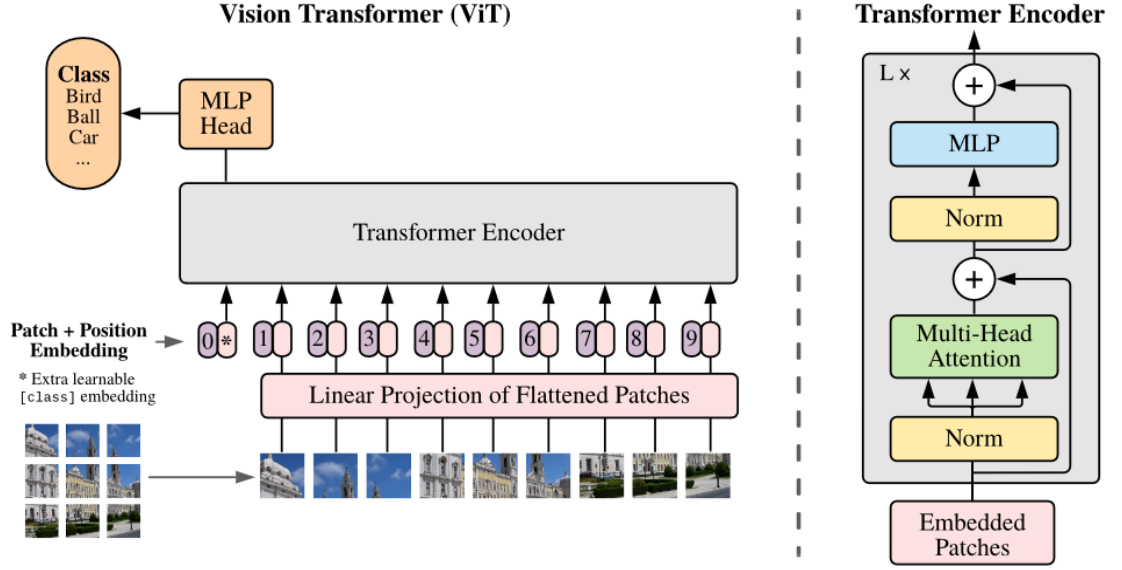 Vision Transformer (ViT)
Class
Bird
Ball
Car
...
MLP
Head
Transformer Encoder
Patch + Position
Embedding
0 * 1 2 3 4 5 6 7 8 9
* Extra learnable
[class] embedding
Linear Projection of Flattened Patches
Transformer Encoder
L ×
+
MLP
Norm
+
Multi-Head
Attention
Norm
Embedded
Patches